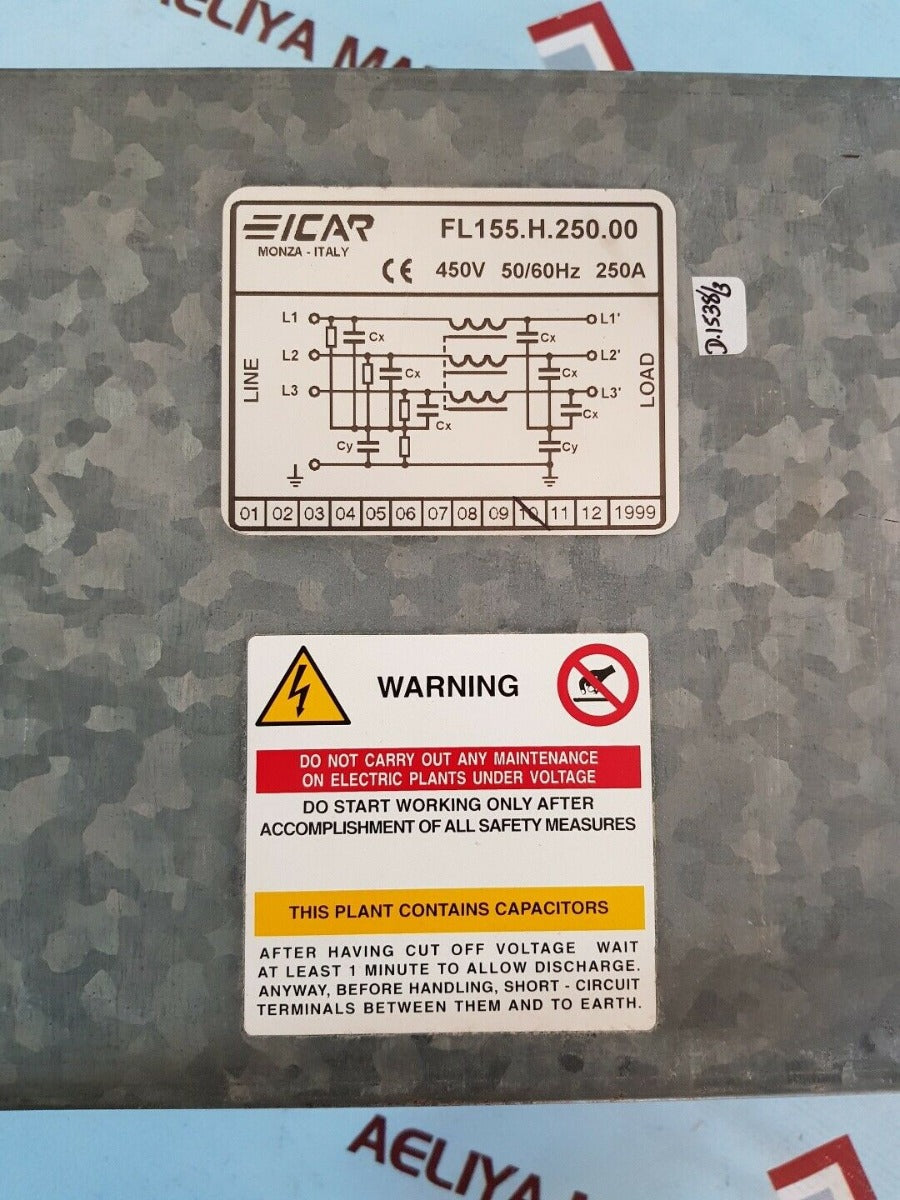 AELIYA MA
ICAR
MONZA - ITALY
FL155.H.250.00
CE 450V 50/60Hz 250A
D.1538/B
LINE
LOAD
L1 Cx Cx L1'
L2 Cx Cx L2'
L3 Cx Cx L3'
Cy Cy
01 02 03 04 05 06 07 08 09 10 11 12 1999
WARNING
DO NOT CARRY OUT ANY MAINTENANCE
ON ELECTRIC PLANTS UNDER VOLTAGE
DO START WORKING ONLY AFTER
ACCOMPLISHMENT OF ALL SAFETY MEASURES
THIS PLANT CONTAINS CAPACITORS
AFTER HAVING CUT OFF VOLTAGE WAIT
AT LEAST 1 MINUTE TO ALLOW DISCHARGE.
ANYWAY, BEFORE HANDLING, SHORT - CIRCUIT
TERMINALS BETWEEN THEM AND TO EARTH.
AELIYA M